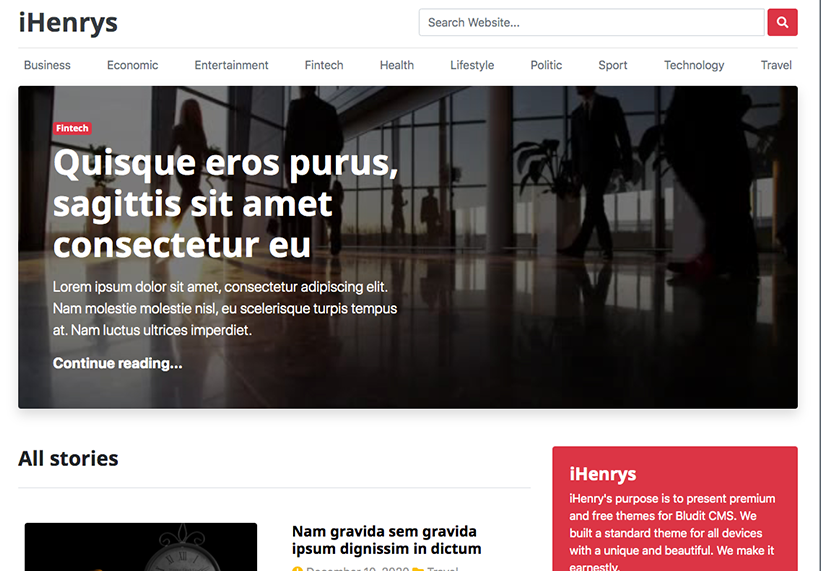 iHenrys
Search Website...
Business Economic Entertainment Fintech Health Lifestyle Politic Sport Technology Travel
Fintech
Quisque eros purus,
sagittis sit amet
consectetur eu
Lorem ipsum dolor sit amet, consectetur adipiscing elit.
Nam molestie molestie nisl, eu scelerisque turpis tempus
at. Nam luctus ultrices imperdiet.
Continue reading...
All stories
Nam gravida sem gravida
ipsum dignissim in dictum
December 19, 2020 Travel
iHenrys
iHenry's purpose is to present premium
and free themes for Bludit CMS. We
built a standard theme for all devices
with a unique and beautiful. We make it
earnestly.